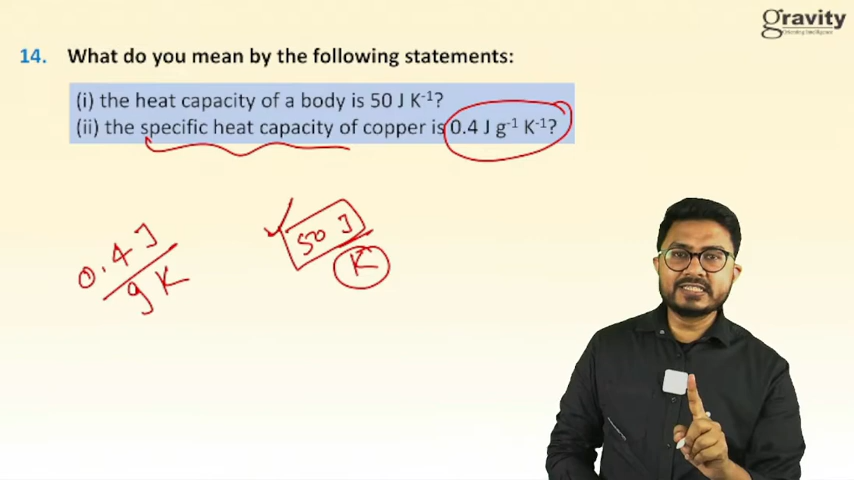 gravity
14. What do you mean by the following statements:
(i) the heat capacity of a body is 50 J K⁻¹?
(ii) the specific heat capacity of copper is 0.4 J g⁻¹ K⁻¹?
0.4 J
g K
50 J
K